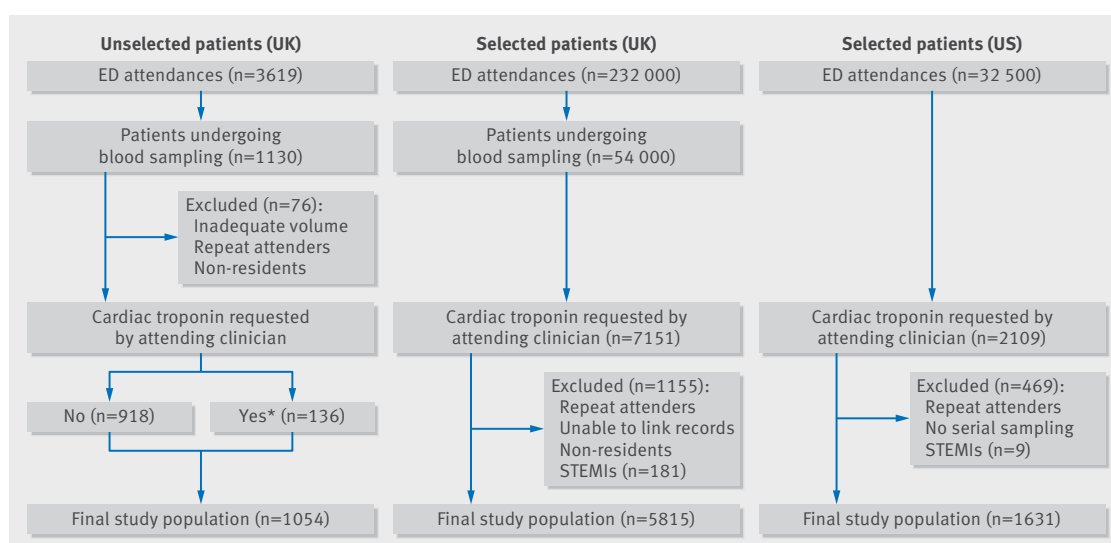 Unselected patients (UK)
ED attendances (n=3619)
Patients undergoing
blood sampling (n=1130)
Excluded (n=76):
Inadequate volume
Repeat attenders
Non-residents
Cardiac troponin requested
by attending clinician
No (n=918)
Yes* (n=136)
Final study population (n=1054)
Selected patients (UK)
ED attendances (n=232 000)
Patients undergoing
blood sampling (n=54 000)
Cardiac troponin requested by
attending clinician (n=7151)
Excluded (n=1155):
Repeat attenders
Unable to link records
Non-residents
STEMIs (n=181)
Final study population (n=5815)
Selected patients (US)
ED attendances (n=32 500)
Cardiac troponin requested by
attending clinician (n=2109)
Excluded (n=469):
Repeat attenders
No serial sampling
STEMIs (n=9)
Final study population (n=1631)